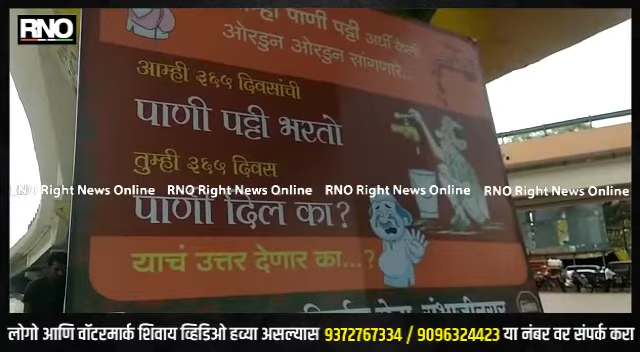 RNO
पाणी पट्टी अर्धी केली
ओरडुन ओरडुन सांगणारे...
आम्ही ३६५ दिवसांची
पाणी पट्टी भरतो
तुम्ही ३६५ दिवस
RNO Right News Online RNO Right News Online RNO Right News Online RNO Right News Online
पाणी दिल का?
याचं उत्तर देणार का...?
लोगो आणि वॉटरमार्क शिवाय व्हिडिओ हव्या असल्यास 9372767334 / 9096324423 या नंबर वर संपर्क करा